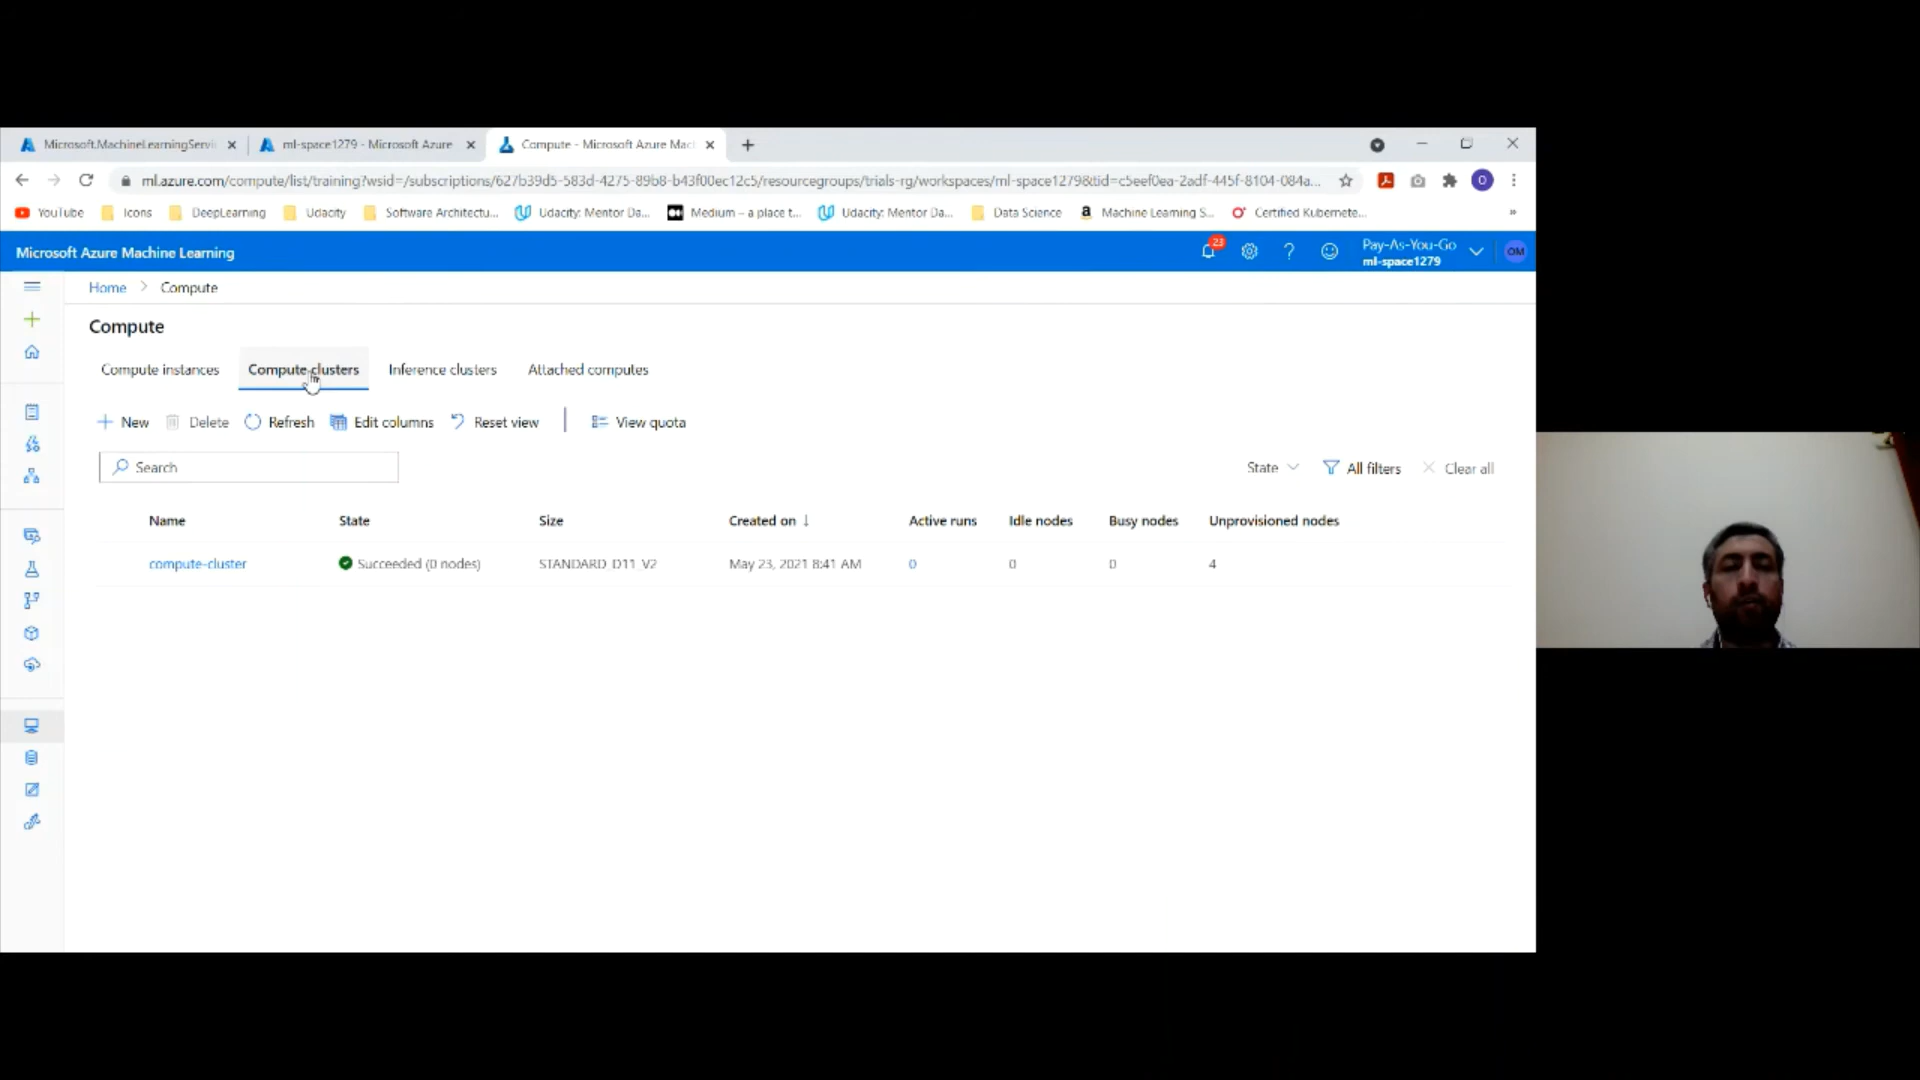 Microsoft.MachineLearningServi
ml-space1279 - Microsoft Azure
Compute - Microsoft Azure Mac
ml.azure.com/compute/list/training?wsid=/subscriptions/627b39d5-583d-4275-89b8-b43f00ec12c5/resourcegroups/trials-rg/workspaces/ml-space1279&tid=c5eef0ea-2adf-445f-8104-084a...
O
YouTube
Icons
DeepLearning
Udacity
Software Architectu...
Udacity: Mentor Da...
Medium – a place t...
Udacity: Mentor Da...
Data Science
Machine Learning S...
Certified Kubernete...
Microsoft Azure Machine Learning
23
Pay-As-You-Go
ml-space1279
OM
Home > Compute
Compute
Compute instances
Compute clusters
Inference clusters
Attached computes
New
Delete
Refresh
Edit columns
Reset view
View quota
Search
State
All filters
Clear all
Name State Size Created on ↓ Active runs Idle nodes Busy nodes Unprovisioned nodes
compute-cluster Succeeded (0 nodes) STANDARD_D11_V2 May 23, 2021 8:41 AM 0 0 0 4